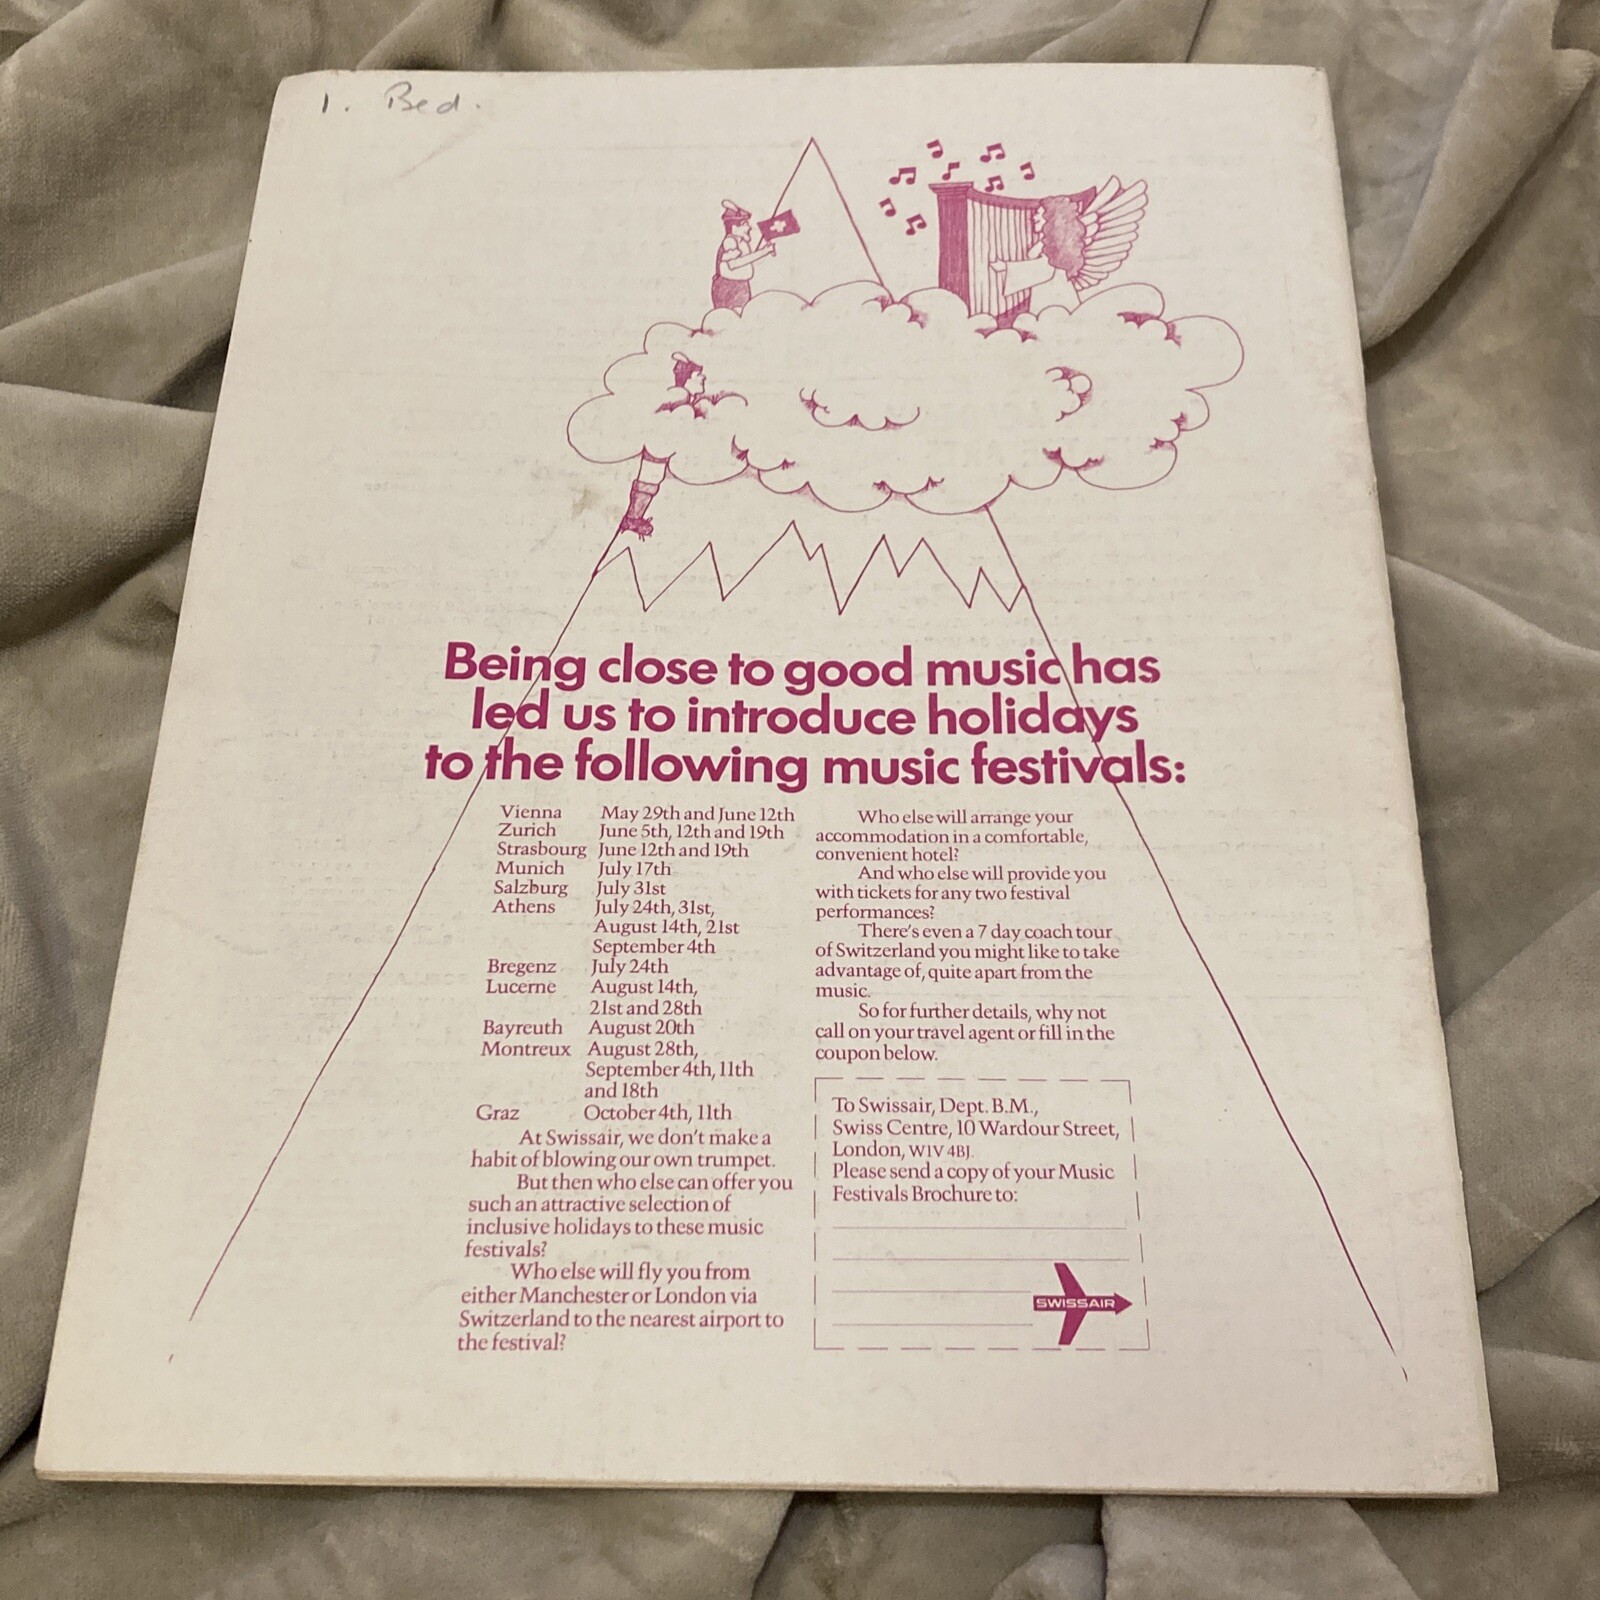 1. Bed.
Being close to good music has
led us to introduce holidays
to the following music festivals:
Vienna May 29th and June 12th
Zurich June 5th, 12th and 19th
Strasbourg June 12th and 19th
Munich July 17th
Salzburg July 31st
Athens July 24th, 31st,
August 14th, 21st
September 4th
Bregenz July 24th
Lucerne August 14th,
21st and 28th
Bayreuth August 20th
Montreux August 28th,
September 4th, 11th
and 18th
Graz October 4th, 11th
At Swissair, we don't make a
habit of blowing our own trumpet.
But then who else can offer you
such an attractive selection of
inclusive holidays to these music
festivals?
Who else will fly you from
either Manchester or London via
Switzerland to the nearest airport to
the festival?
Who else will arrange your
accommodation in a comfortable,
convenient hotel?
And who else will provide you
with tickets for any two festival
performances?
There's even a 7 day coach tour
of Switzerland you might like to take
advantage of, quite apart from the
music.
So for further details, why not
call on your travel agent or fill in the
coupon below.
To Swissair, Dept. B.M.,
Swiss Centre, 10 Wardour Street,
London, W1V 4BJ.
Please send a copy of your Music
Festivals Brochure to:
SWISSAIR